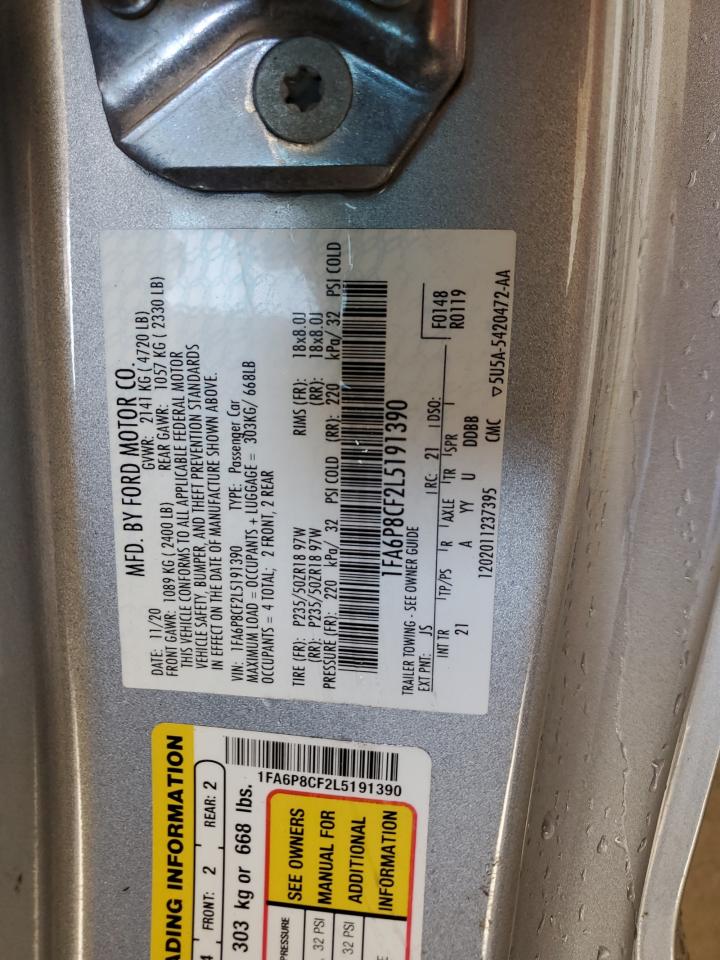 MFD. BY FORD MOTOR CO.
DATE: 11/20 GVWR: 2141 KG ( 4720 LB)
FRONT GAWR: 1089 KG ( 2400 LB) REAR GAWR: 1057 KG ( 2330 LB)
THIS VEHICLE CONFORMS TO ALL APPLICABLE FEDERAL MOTOR
VEHICLE SAFETY, BUMPER, AND THEFT PREVENTION STANDARDS
IN EFFECT ON THE DATE OF MANUFACTURE SHOWN ABOVE.
VIN: 1FA6P8CF2L5191390 TYPE: Passenger Car
MAXIMUM LOAD = OCCUPANTS + LUGGAGE = 303KG/ 668LB
OCCUPANTS = 4 TOTAL; 2 FRONT, 2 REAR
TIRE (FR): P235/50ZR18 97W RIMS (FR): 18x8.0J
(RR): P235/50ZR18 97W (RR): 18x8.0J
PRESSURE (FR): 220 kPa/ 32 PSI COLD (RR): 220 kPa/ 32 PSI COLD
1FA6P8CF2L5191390
TRAILER TOWING - SEE OWNER GUIDE
F0148
R0119
EXT PNT: JS RC: 21 DSO:
INT TR TP/PS R AXLE TR SPR
21 A YY U DDBB
CMC ▽5U5A-5420472-AA
1202011237395
ADING INFORMATION
4 FRONT: 2 REAR: 2
303 kg or 668 lbs.
1FA6P8CF2L5191390
PRESSURE
32 PSI
32 PSI
SEE OWNERS
MANUAL FOR
ADDITIONAL
INFORMATION